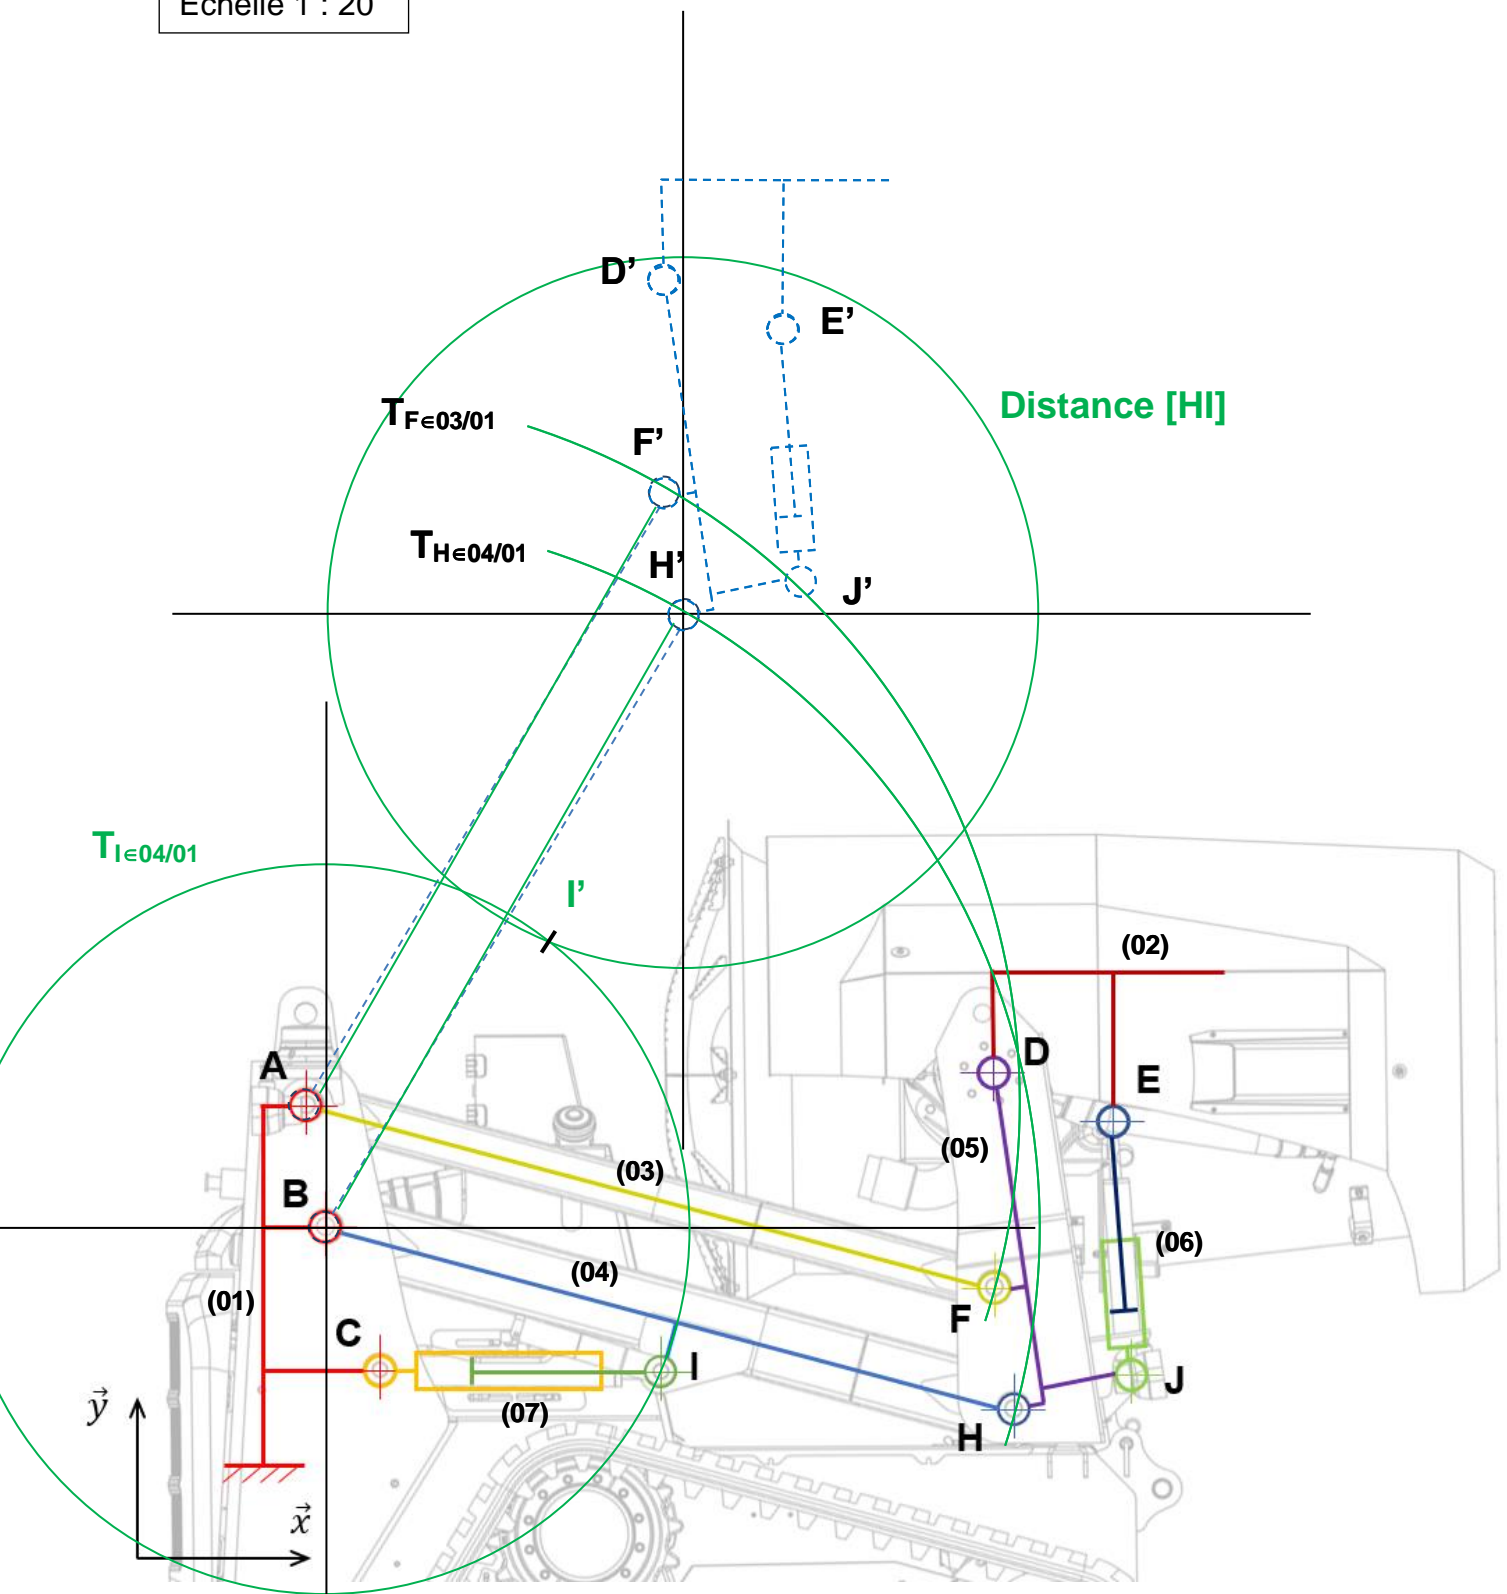 Echelle 1 : 20
D’
E’
Distance [HI]
TF∈03/01
F’
TH∈04/01
H’
J’
TI∈04/01
I’
(02)
A
D
E
(05)
(03)
B
(06)
(04)
(01)
F
C
I
J
y
(07)
H
x